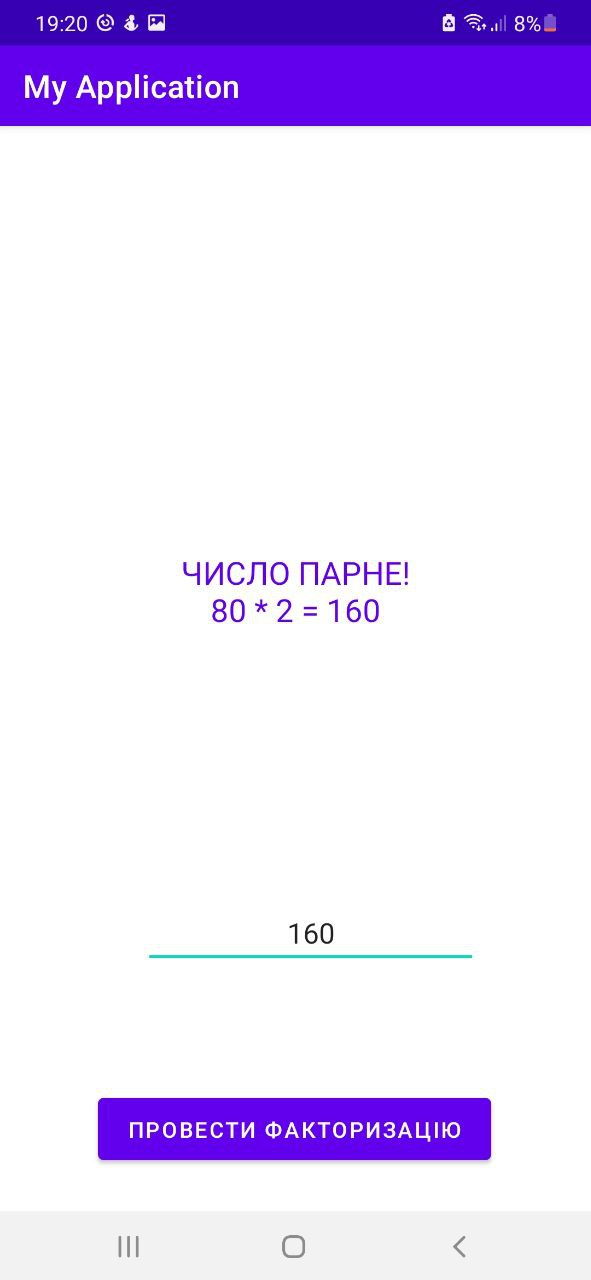 19:20 8%
My Application
ЧИСЛО ПАРНЕ!
80 * 2 = 160
160
ПРОВЕСТИ ФАКТОРИЗАЦІЮ